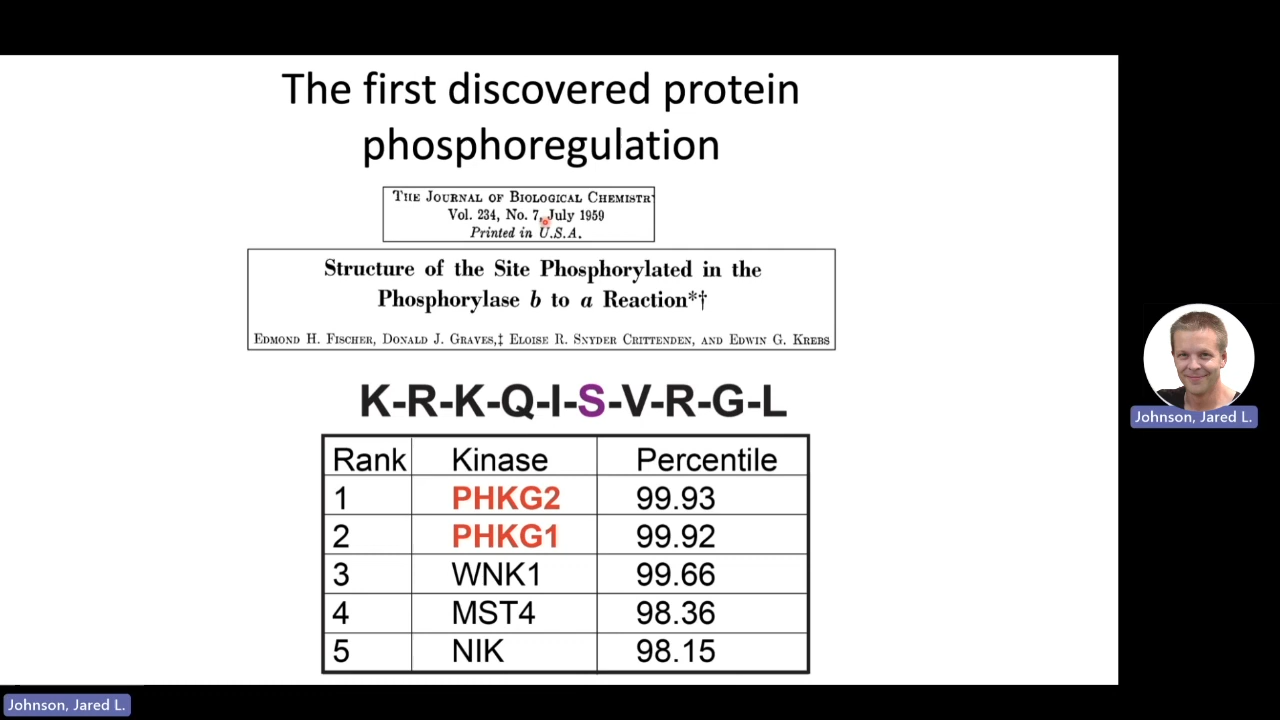 The first discovered protein
phosphoregulation
THE JOURNAL OF BIOLOGICAL CHEMISTRY
Vol. 234, No. 7, July 1959
Printed in U.S.A.
Structure of the Site Phosphorylated in the
Phosphorylase b to a Reaction*†
EDMOND H. FISCHER, DONALD J. GRAVES,‡ ELOISE R. SNYDER CRITTENDEN, AND EDWIN G. KREBS
K-R-K-Q-I-S-V-R-G-L
Rank Kinase Percentile
1 PHKG2 99.93
2 PHKG1 99.92
3 WNK1 99.66
4 MST4 98.36
5 NIK 98.15
Johnson, Jared L.
Johnson, Jared L.